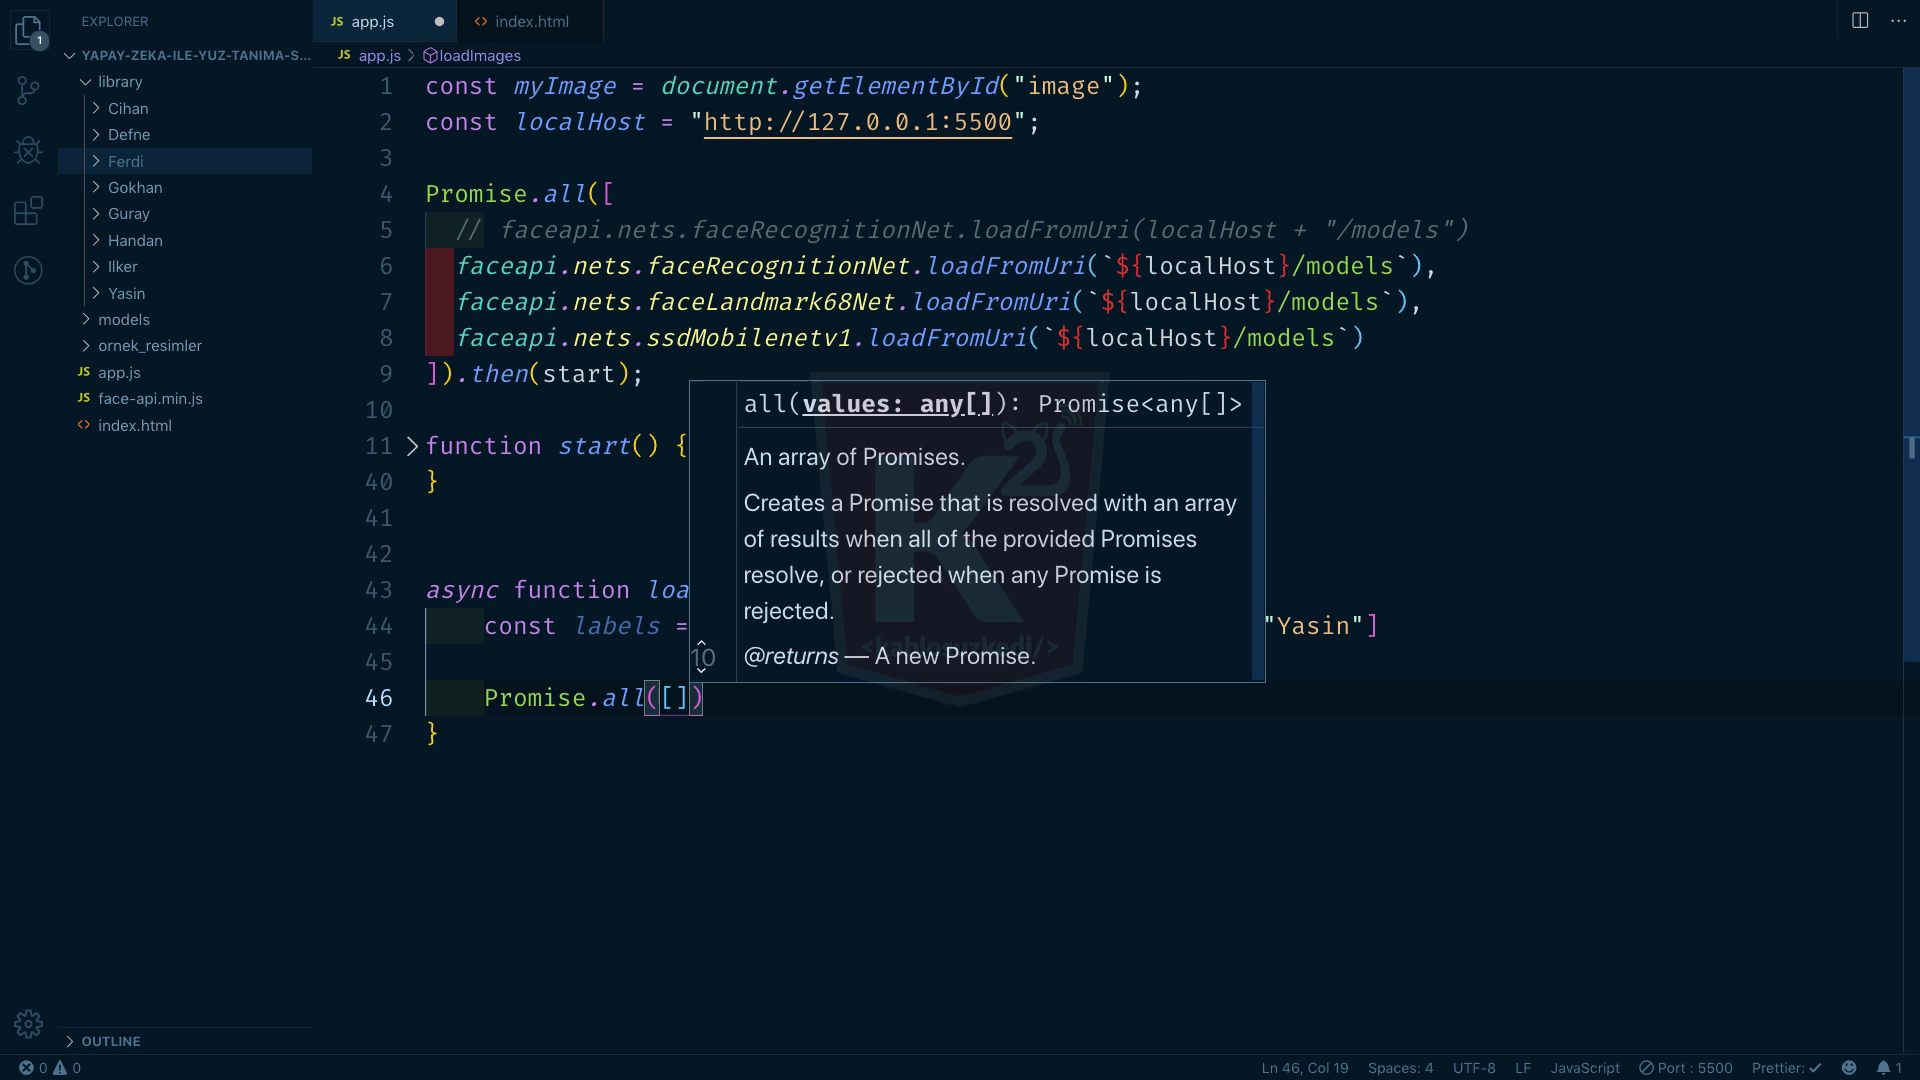 EXPLORER
1
YAPAY-ZEKA-ILE-YUZ-TANIMA-S...
library
Cihan
Defne
Ferdi
Gokhan
Guray
Handan
Ilker
Yasin
models
ornek_resimler
JS app.js
JS face-api.min.js
<> index.html
OUTLINE
JS app.js
<> index.html
JS app.js > loadImages
1 const myImage = document.getElementById("image");
2 const localHost = "http://127.0.0.1:5500";
3
4 Promise.all([
5 // faceapi.nets.faceRecognitionNet.loadFromUri(localHost + "/models")
6 faceapi.nets.faceRecognitionNet.loadFromUri(`${localHost}/models`),
7 faceapi.nets.faceLandmark68Net.loadFromUri(`${localHost}/models`),
8 faceapi.nets.ssdMobilenetv1.loadFromUri(`${localHost}/models`)
9 ]).then(start);
10
11 function start() {
40 }
41
42
43 async function loa
44 const labels = "Yasin"]
45
46 Promise.all([])
47 }
all(values: any[]): Promise<any[]>
An array of Promises.
Creates a Promise that is resolved with an array
of results when all of the provided Promises
resolve, or rejected when any Promise is
rejected.
@returns — A new Promise.
10
K
<kablosuzkedi/>
0 0
Ln 46, Col 19 Spaces: 4 UTF-8 LF JavaScript Port : 5500 Prettier: ✓ 1